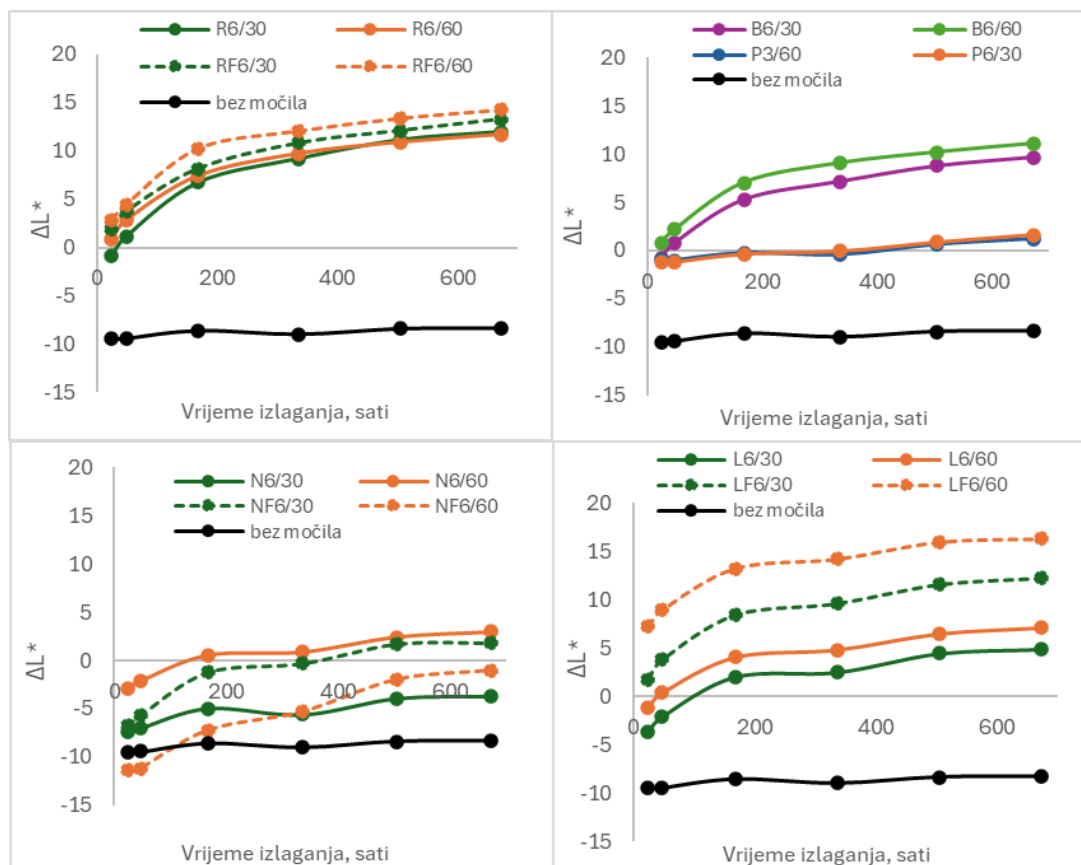 R6/30 R6/60
RF6/30 RF6/60
bez močila
20
15
10
5
0
-5
-10
-15
0 200 400 600
ΔL*
Vrijeme izlaganja, sati
B6/30 B6/60
P3/60 P6/30
bez močila
20
15
10
5
0
-5
-10
-15
0 200 400 600
ΔL*
Vrijeme izlaganja, sati
N6/30 N6/60
NF6/30 NF6/60
bez močila
20
15
10
5
0
-5
-10
-15
0 200 400 600
ΔL*
Vrijeme izlaganja, sati
L6/30 L6/60
LF6/30 LF6/60
bez močila
20
15
10
5
0
-5
-10
-15
0 200 400 600
ΔL*
Vrijeme izlaganja, sati